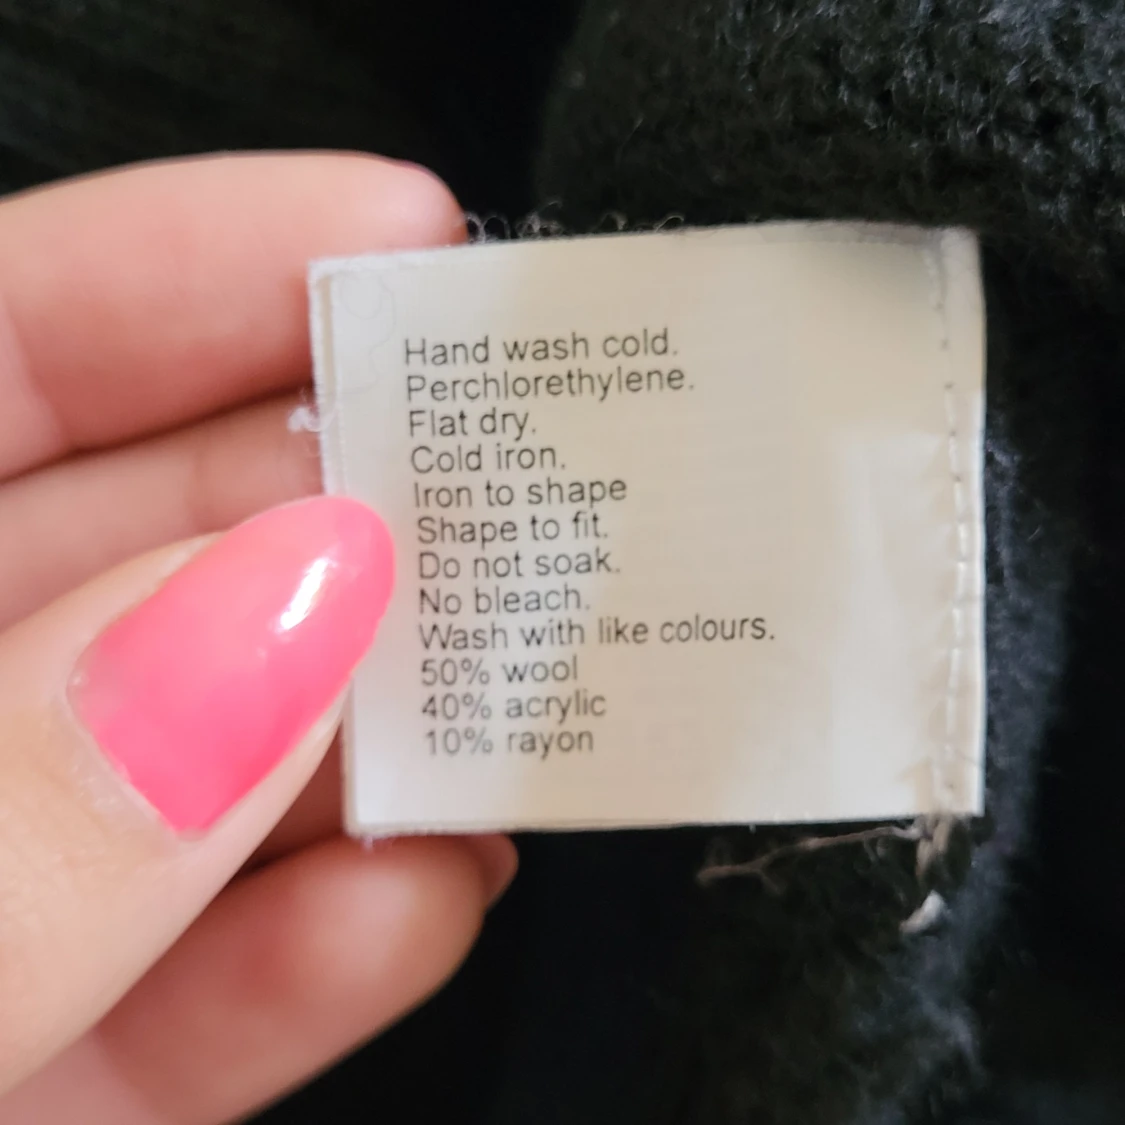 Hand wash cold.
Perchlorethylene.
Flat dry.
Cold iron.
Iron to shape
Shape to fit.
Do not soak.
No bleach.
Wash with like colours.
50% wool
40% acrylic
10% rayon